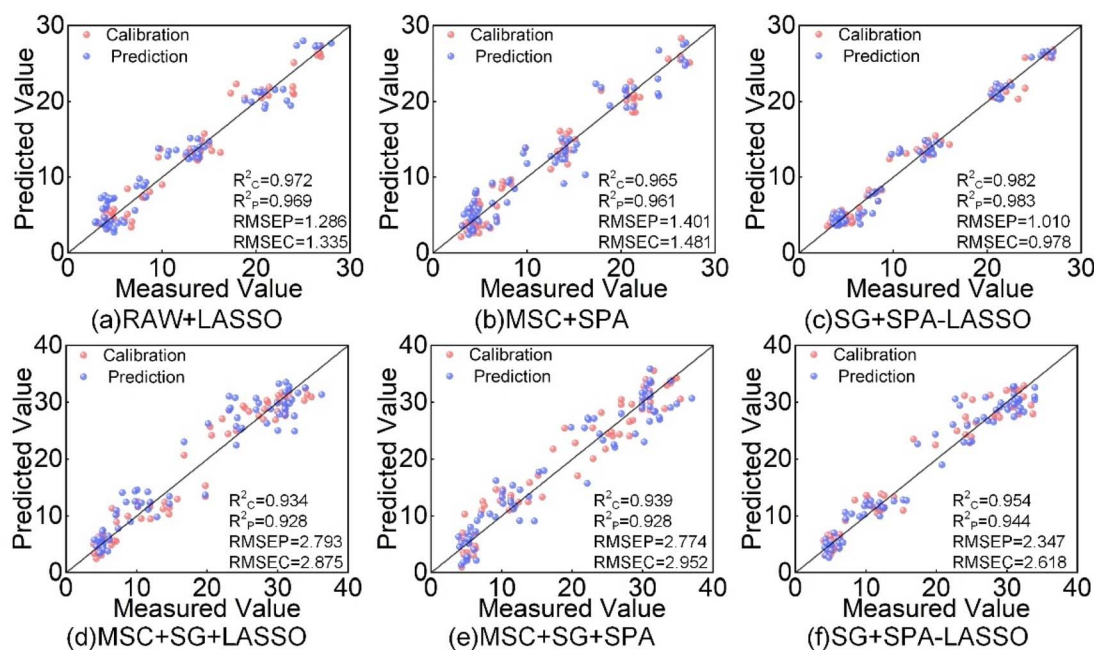 30
20
10
0
0
10
20
30
Predicted Value
Measured Value
Calibration
Prediction
R²C=0.972
R²P=0.969
RMSEP=1.286
RMSEC=1.335
(a)RAW+LASSO
30
20
10
0
0
10
20
30
Predicted Value
Measured Value
Calibration
Prediction
R²C=0.965
R²P=0.961
RMSEP=1.401
RMSEC=1.481
(b)MSC+SPA
30
20
10
0
0
10
20
30
Predicted Value
Measured Value
Calibration
Prediction
R²C=0.982
R²P=0.983
RMSEP=1.010
RMSEC=0.978
(c)SG+SPA-LASSO
40
30
20
10
0
0
10
20
30
40
Predicted Value
Measured Value
Calibration
Prediction
R²C=0.934
R²P=0.928
RMSEP=2.793
RMSEC=2.875
(d)MSC+SG+LASSO
40
30
20
10
0
0
10
20
30
40
Predicted Value
Measured Value
Calibration
Prediction
R²C=0.939
R²P=0.928
RMSEP=2.774
RMSEC=2.952
(e)MSC+SG+SPA
40
30
20
10
0
0
10
20
30
40
Predicted Value
Measured Value
Calibration
Prediction
R²C=0.954
R²P=0.944
RMSEP=2.347
RMSEC=2.618
(f)SG+SPA-LASSO